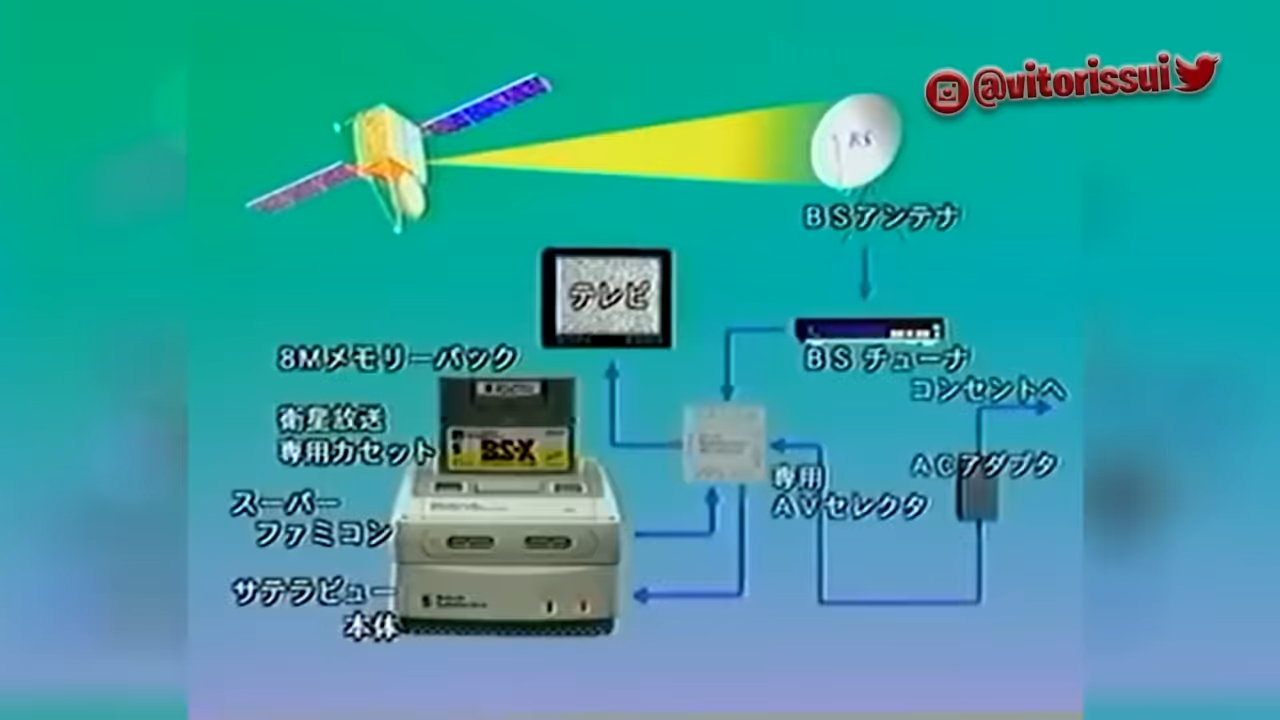 @vitorissui
BS
BSアンテナ
テレビ
BSチューナ
8Mメモリーパック
コンセントへ
衛星放送
専用カセット
BS-X
ACアダプタ
専用
AVセレクタ
スーパー
ファミコン
サテラビュー
本体